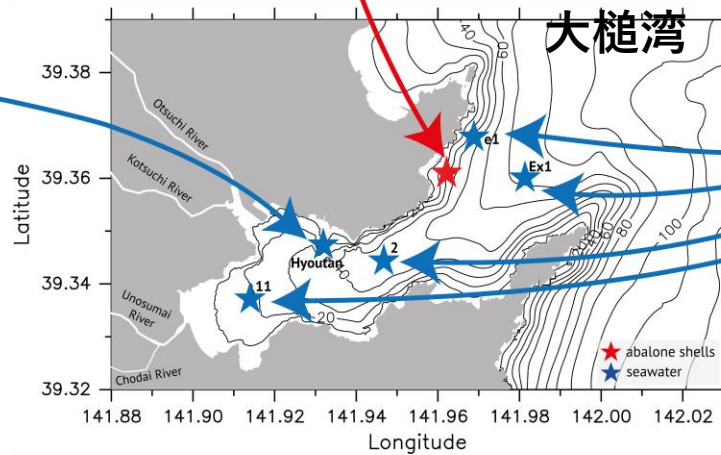 大槌湾
40
60
39.38
Otsuchi River
e1
Kotsuchi River
Ex1
39.36
Latitude
20
60
80
100
2
Hyoutan
39.34
11
20
Unosumai
River
abalone shells
seawater
Chodai River
39.32
141.88 141.90 141.92 141.94 141.96 141.98 142.00 142.02
Longitude